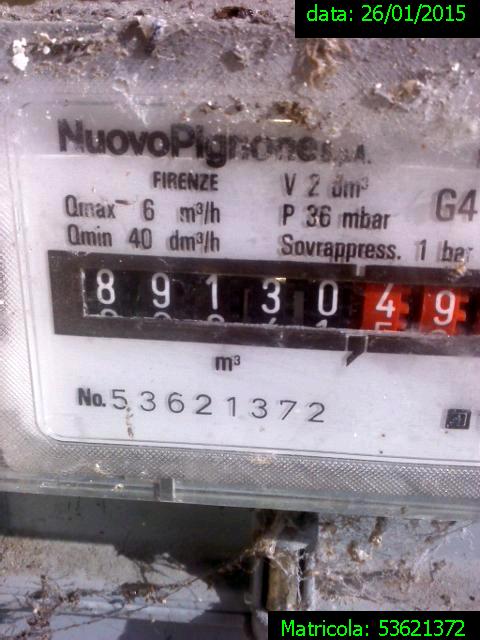 data: 26/01/2015
NuovoPignone S.p.A.
FIRENZE
V 2 dm³
Qmax 6 m³/h
P 36 mbar
G4
Qmin 40 dm³/h
Sovrappress. 1 bar
8 9 1 3 0 4 9
m³
No. 53621372
Matricola: 53621372